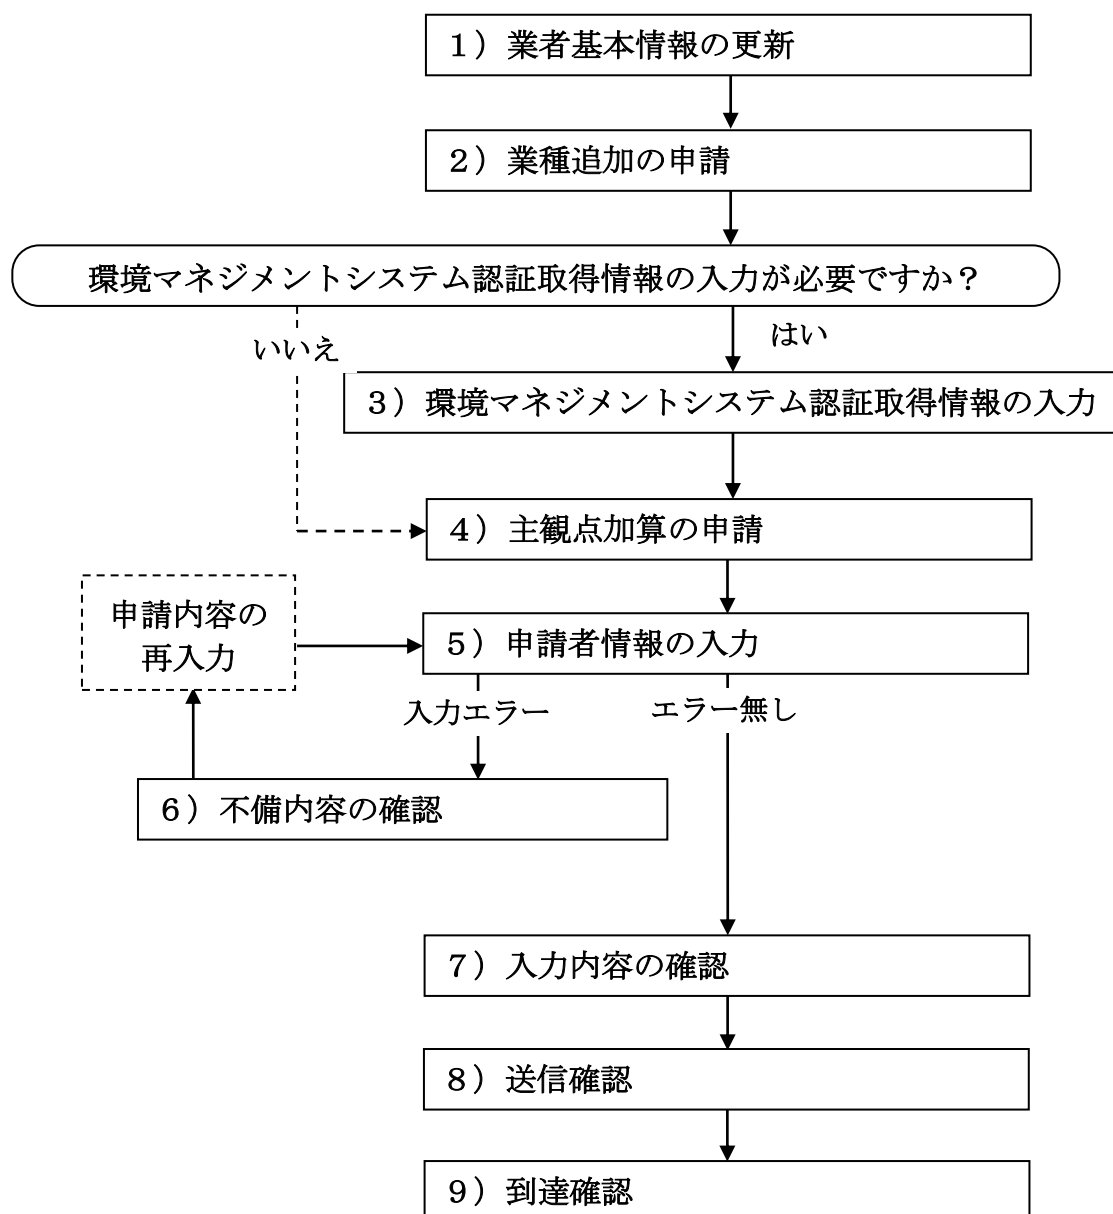 １）業者基本情報の更新
２）業種追加の申請
環境マネジメントシステム認証取得情報の入力が必要ですか？
いいえ
はい
３）環境マネジメントシステム認証取得情報の入力
４）主観点加算の申請
申請内容の
再入力
５）申請者情報の入力
入力エラー
エラー無し
６）不備内容の確認
７）入力内容の確認
８）送信確認
９）到達確認